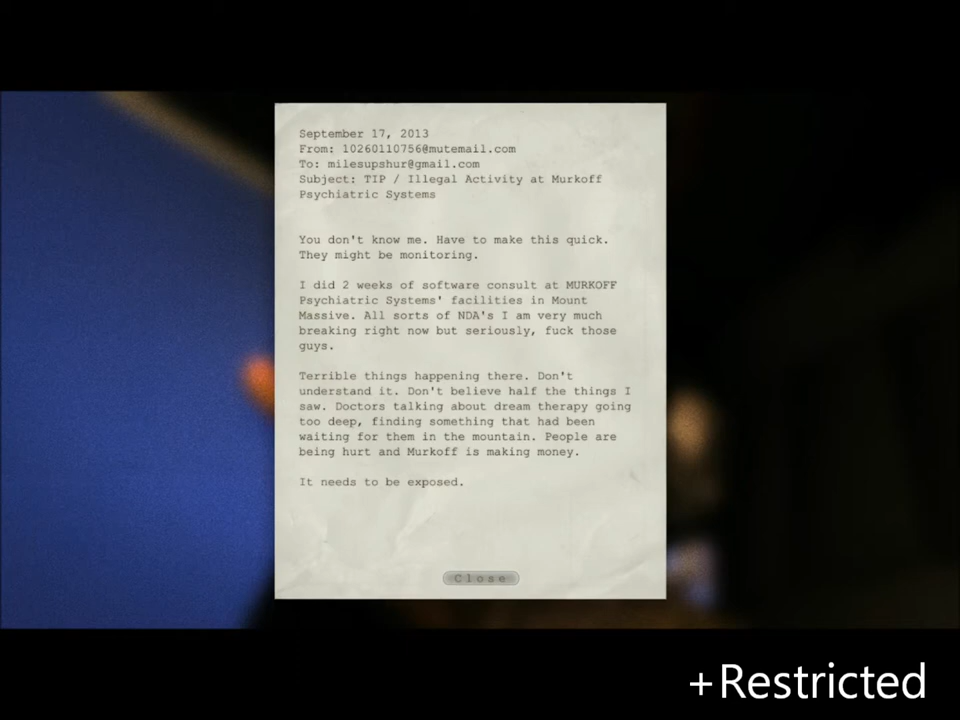 September 17, 2013
From: 10260110756@mutemail.com
To: milesupshur@gmail.com
Subject: TIP / Illegal Activity at Murkoff
Psychiatric Systems
You don't know me. Have to make this quick.
They might be monitoring.
I did 2 weeks of software consult at MURKOFF
Psychiatric Systems' facilities in Mount
Massive. All sorts of NDA's I am very much
breaking right now but seriously, fuck those
guys.
Terrible things happening there. Don't
understand it. Don't believe half the things I
saw. Doctors talking about dream therapy going
too deep, finding something that had been
waiting for them in the mountain. People are
being hurt and Murkoff is making money.
It needs to be exposed.
Close
+Restricted